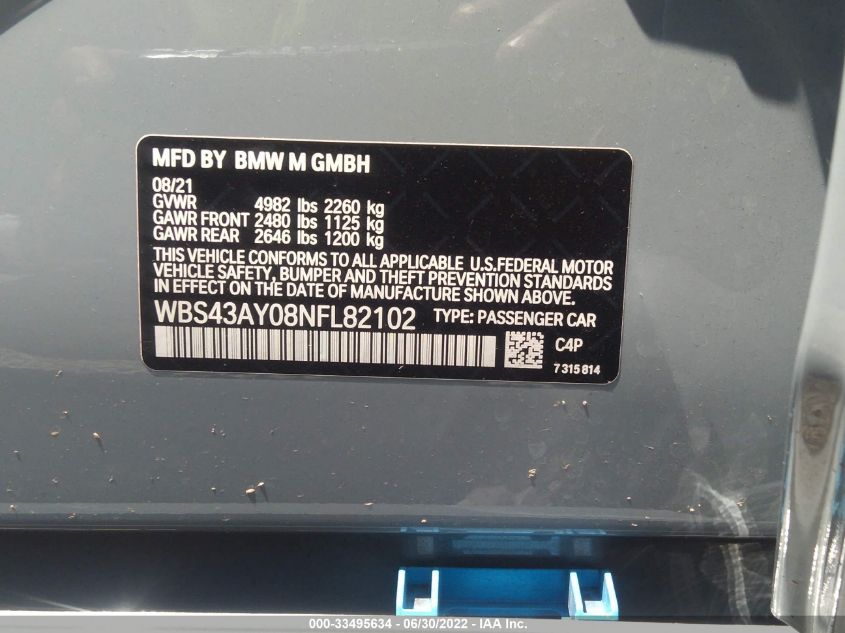 MFD BY BMW M GMBH
08/21
GVWR 4982 lbs 2260 kg
GAWR FRONT 2480 lbs 1125 kg
GAWR REAR 2646 lbs 1200 kg
THIS VEHICLE CONFORMS TO ALL APPLICABLE U.S.FEDERAL MOTOR
VEHICLE SAFETY, BUMPER AND THEFT PREVENTION STANDARDS
IN EFFECT ON THE DATE OF MANUFACTURE SHOWN ABOVE.
WBS43AY08NFL82102 TYPE: PASSENGER CAR
C4P
7315814
000-33495634 - 06/30/2022 - IAA Inc.